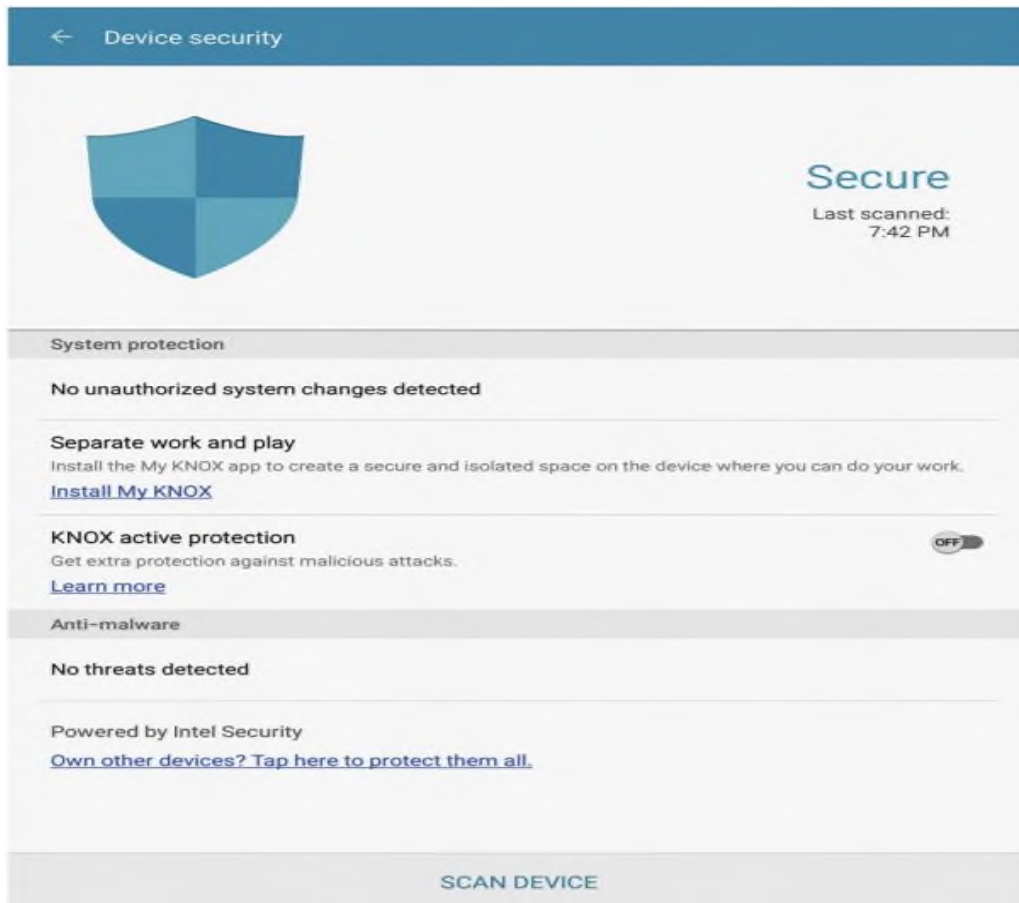 Device security
Secure
Last scanned:
7:42 PM
System protection
No unauthorized system changes detected
Separate work and play
Install the My KNOX app to create a secure and isolated space on the device where you can do your work.
Install My KNOX
KNOX active protection
OFF
Get extra protection against malicious attacks.
Learn more
Anti-malware
No threats detected
Powered by Intel Security
Own other devices? Tap here to protect them all.
SCAN DEVICE